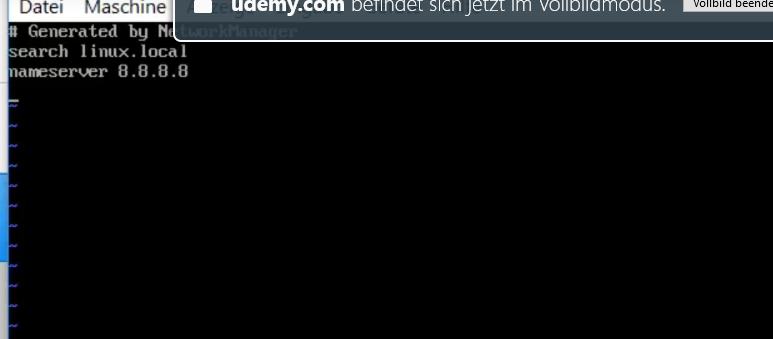 Datei Maschine
udemy.com befindet sich jetzt im Vollbildmodus. Vollbild beende
# Generated by NetworkManager
search linux.local
nameserver 8.8.8.8
~
~
~
~
~
~
~
~
~
~
~
~